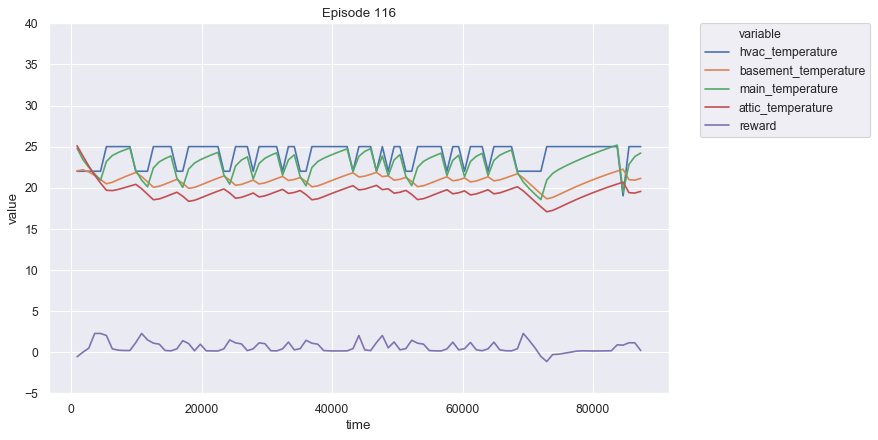 Episode 116
40
35
30
25
20
15
10
5
0
−5
value
0 20000 40000 60000 80000
time
variable
hvac_temperature
basement_temperature
main_temperature
attic_temperature
reward